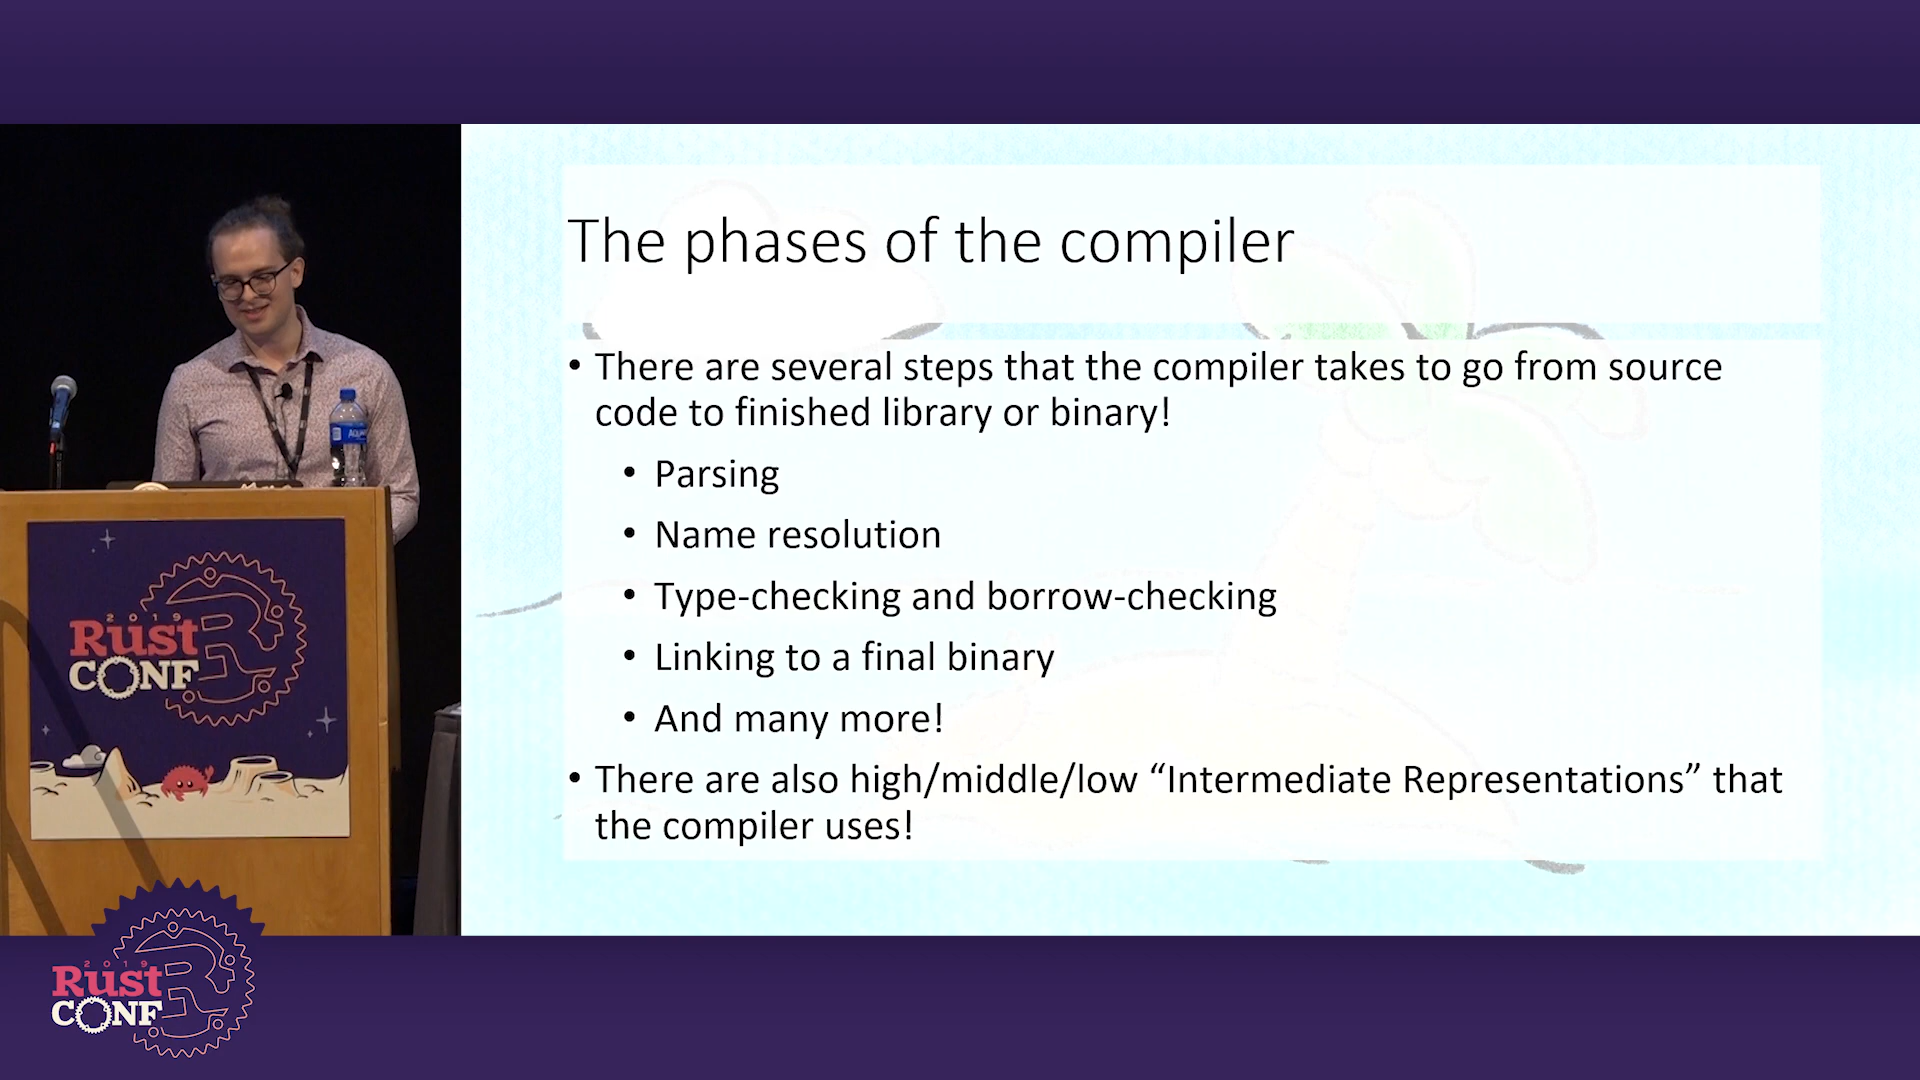 The phases of the compiler
• There are several steps that the compiler takes to go from source
code to finished library or binary!
• Parsing
• Name resolution
• Type-checking and borrow-checking
• Linking to a final binary
• And many more!
• There are also high/middle/low “Intermediate Representations” that
the compiler uses!
2019
Rust
CONF
2019
Rust
CONF